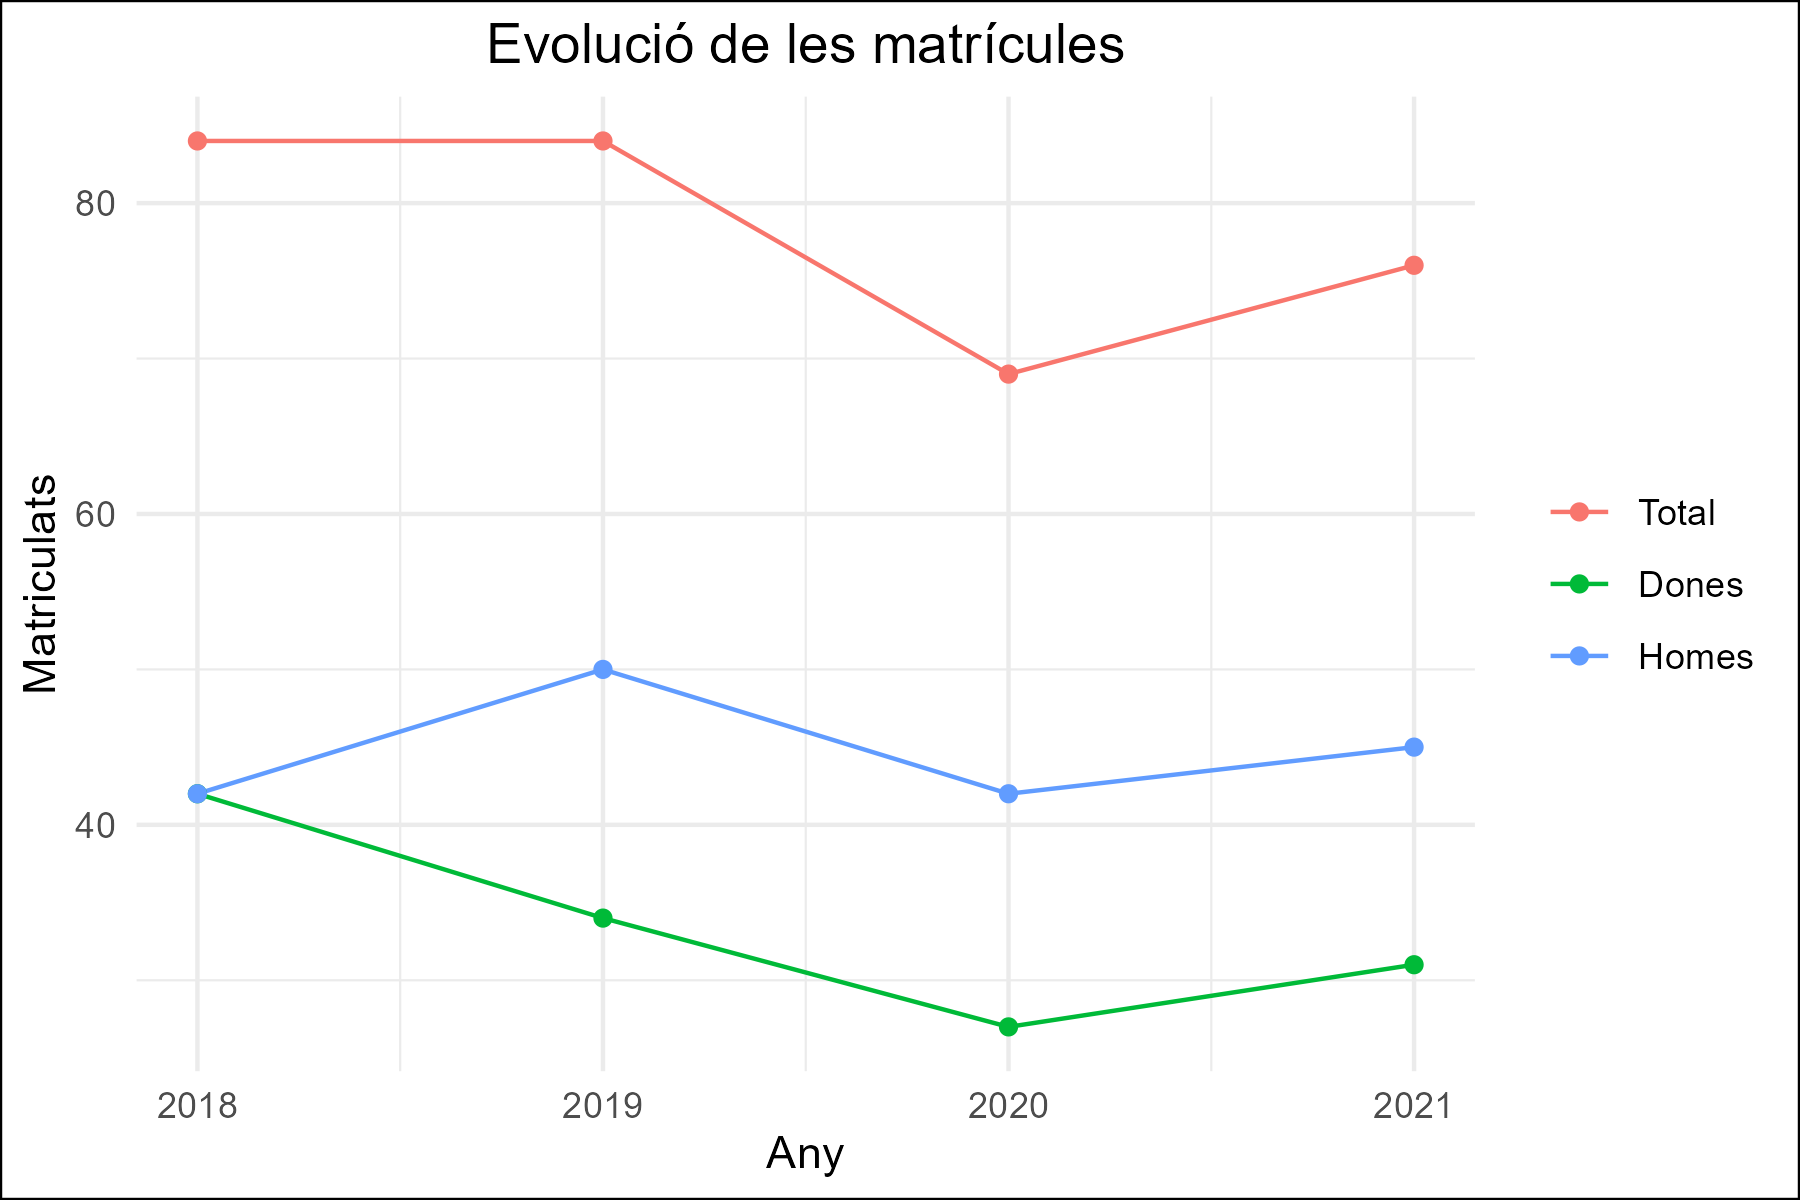 Evolució de les matrícules
Matriculats
80
60
40
2018 2019 2020 2021
Any
Total
Dones
Homes